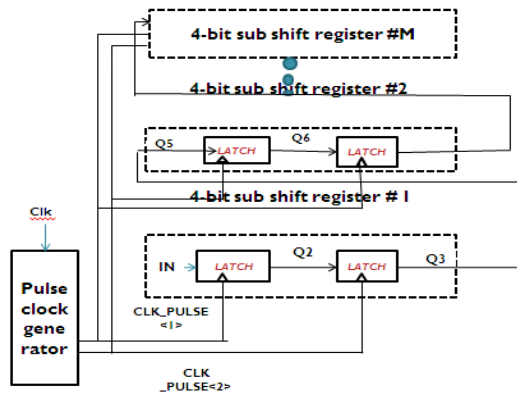 4-bit sub shift register #M
4-bit sub shift register #2
Q5
LATCH
Q6
LATCH
4-bit sub shift register # 1
Clk
IN
LATCH
Q2
LATCH
Q3
Pulse
clock
gene
rator
CLK_PULSE
<1>
CLK
_PULSE<2>